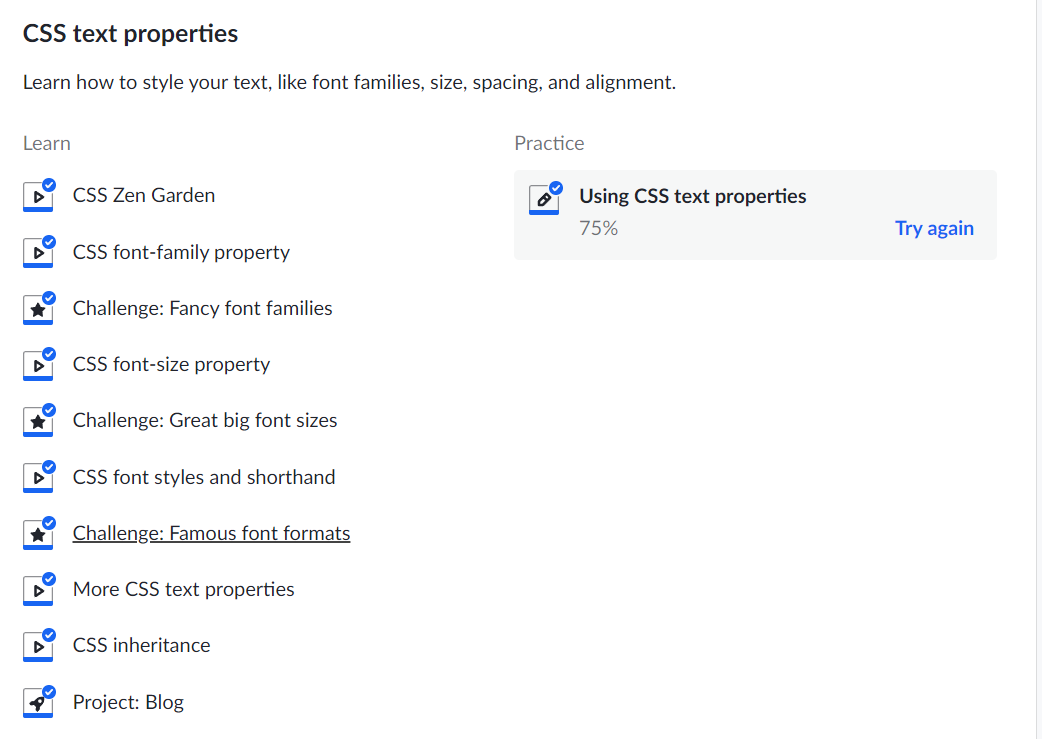 CSS text properties
Learn how to style your text, like font families, size, spacing, and alignment.
Learn
CSS Zen Garden
CSS font-family property
Challenge: Fancy font families
CSS font-size property
Challenge: Great big font sizes
CSS font styles and shorthand
Challenge: Famous font formats
More CSS text properties
CSS inheritance
Project: Blog
Practice
Using CSS text properties
75%
Try again